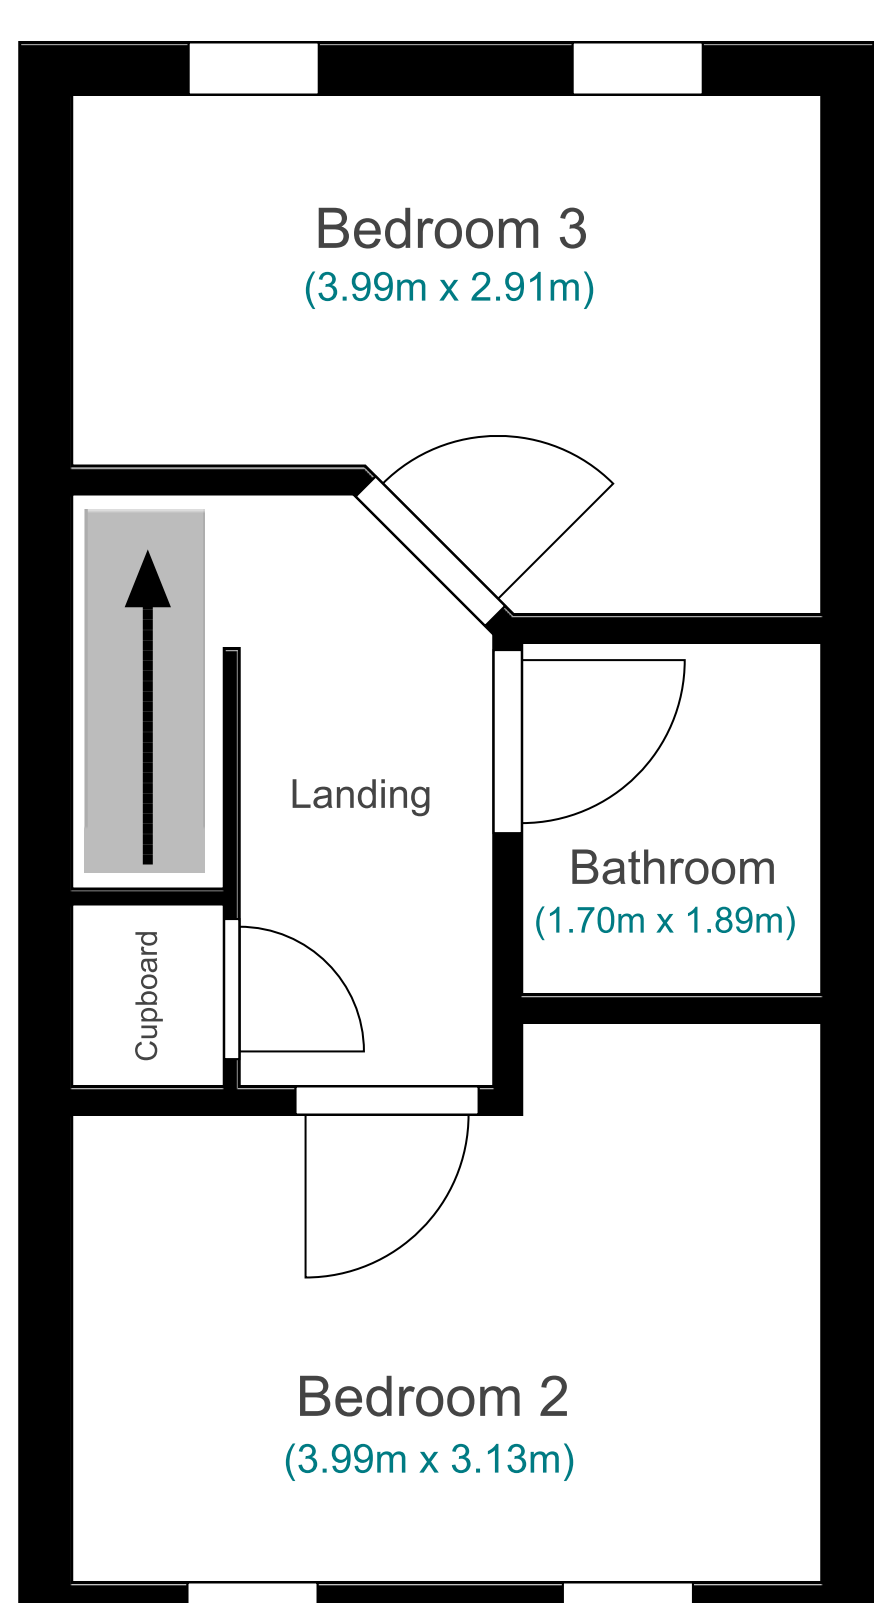 Bedroom 3
(3.99m x 2.91m)
Landing
Bathroom
(1.70m x 1.89m)
Cupboard
Bedroom 2
(3.99m x 3.13m)